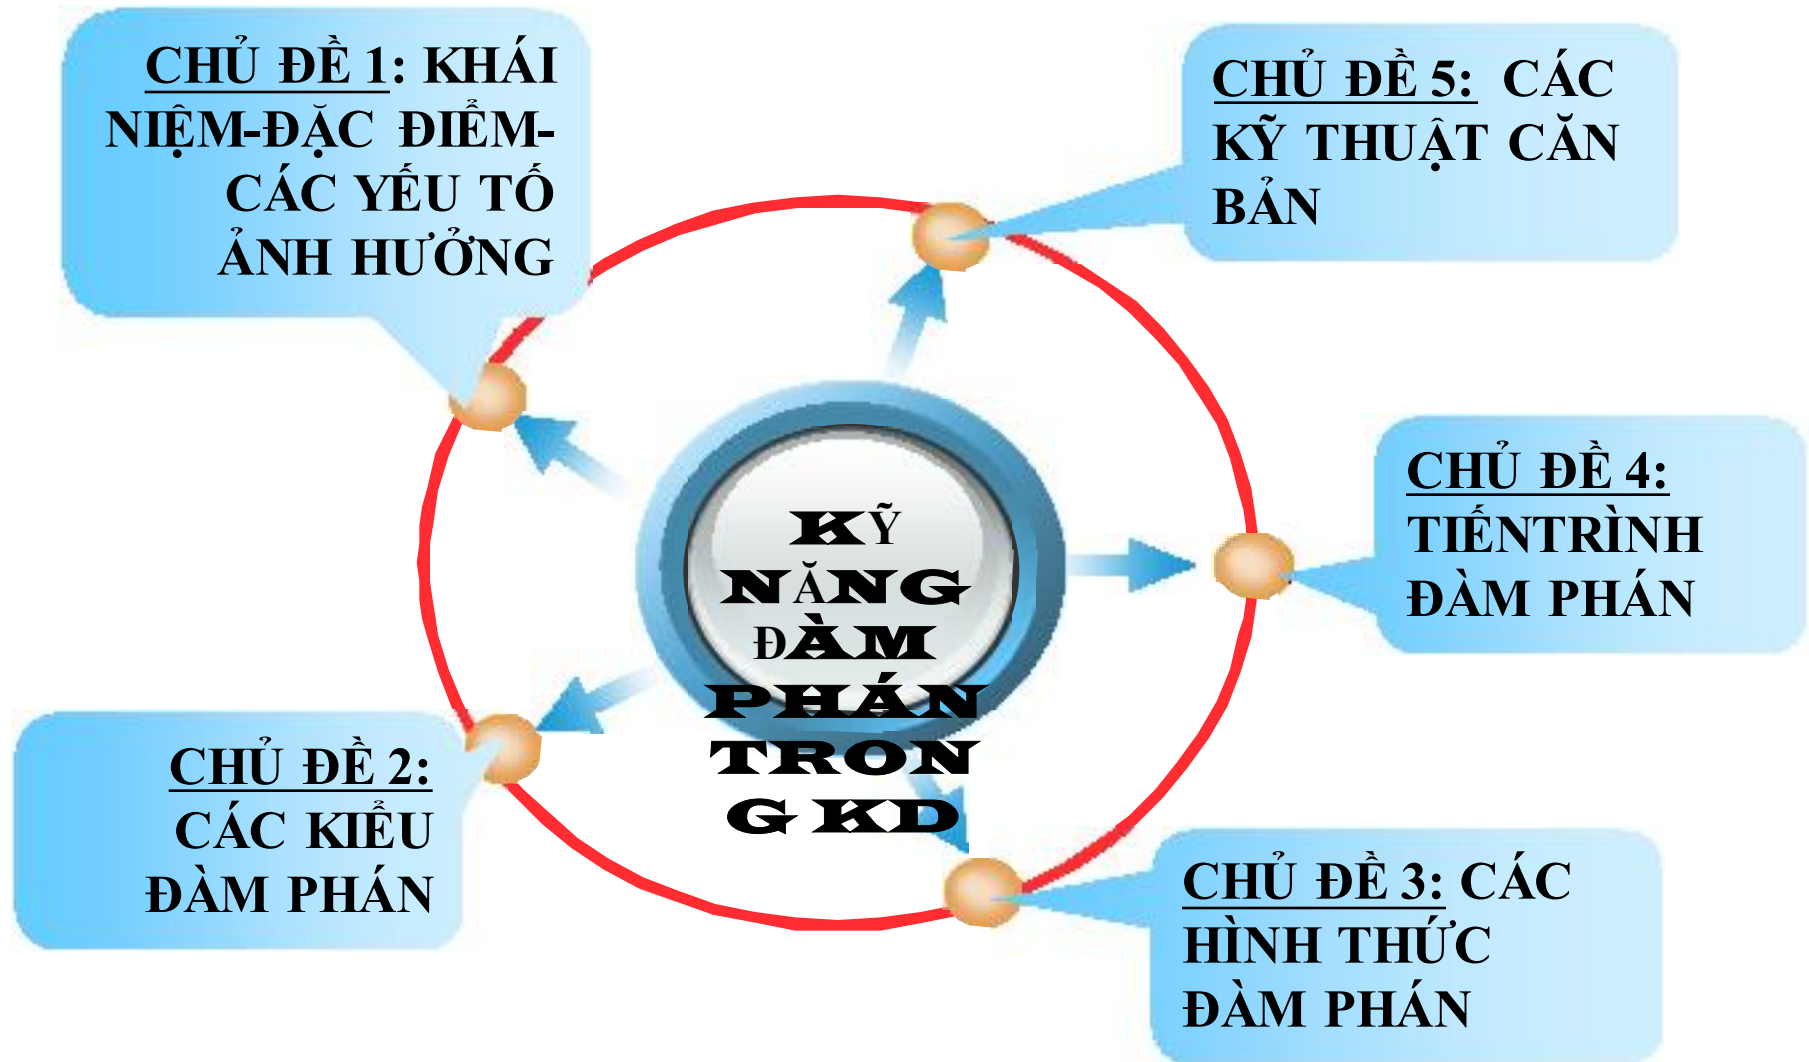 CHỦ ĐỀ 1: KHÁI
NIỆM-ĐẶC ĐIỂM-
CÁC YẾU TỐ
ẢNH HƯỞNG
CHỦ ĐỀ 5: CÁC
KỸ THUẬT CĂN
BẢN
CHỦ ĐỀ 4:
TIẾNTRÌNH
ĐÀM PHÁN
KỸ
NĂNG
ĐÀM
PHÁN
TRON
G KD
CHỦ ĐỀ 2:
CÁC KIỂU
ĐÀM PHÁN
CHỦ ĐỀ 3: CÁC
HÌNH THỨC
ĐÀM PHÁN